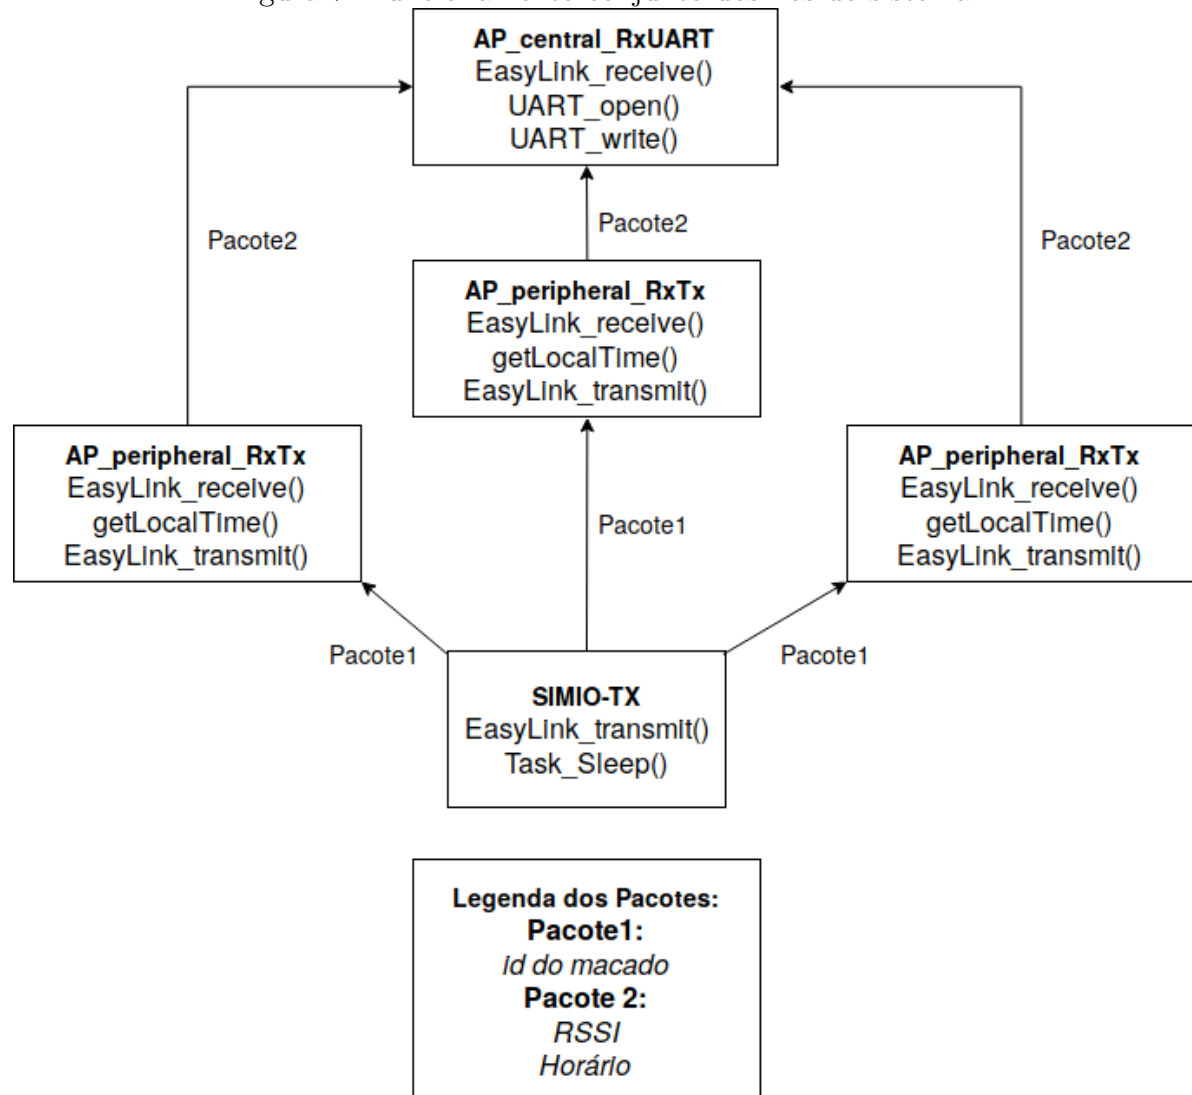 AP_central_RxUART
EasyLink_receive()
UART_open()
UART_write()
Pacote2
Pacote2
Pacote2
AP_peripheral_RxTx
EasyLink_receive()
getLocalTime()
EasyLink_transmit()
AP_peripheral_RxTx
EasyLink_receive()
getLocalTime()
EasyLink_transmit()
AP_peripheral_RxTx
EasyLink_receive()
getLocalTime()
EasyLink_transmit()
Pacote1
Pacote1
Pacote1
SIMIO-TX
EasyLink_transmit()
Task_Sleep()
Legenda dos Pacotes:
Pacote1:
id do macado
Pacote 2:
RSSI
Horário